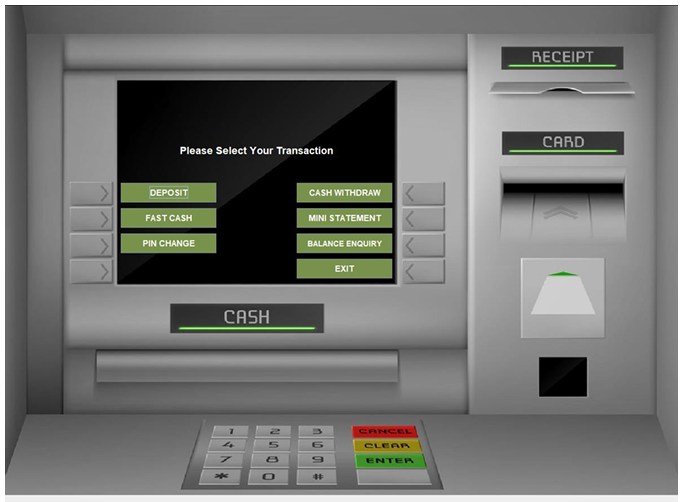 RECEIPT
CARD
Please Select Your Transaction
DEPOSIT
CASH WITHDRAW
FAST CASH
MINI STATEMENT
PIN CHANGE
BALANCE ENQUIRY
EXIT
CASH
1 2 3 CANCEL
4 5 6 CLEAR
7 8 9 ENTER
* 0 #